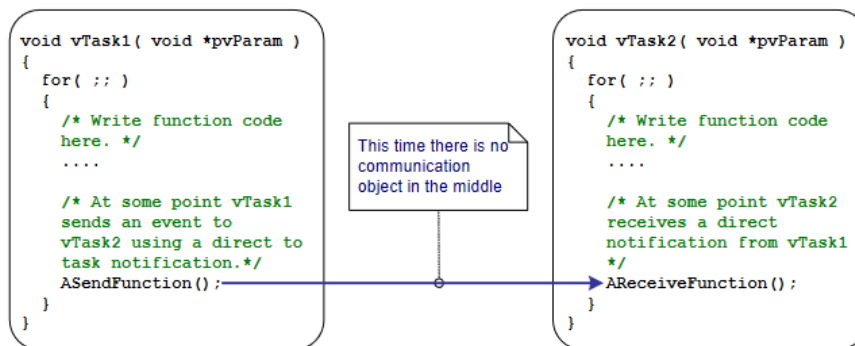 void vTask1( void *pvParam )
{
for( ;; )
{
/* Write function code
here. */
....
/* At some point vTask1
sends an event to
vTask2 using a direct to
task notification.*/
ASendFunction();
}
}
This time there is no
communication
object in the middle
void vTask2( void *pvParam )
{
for( ;; )
{
/* Write function code
here. */
....
/* At some point vTask2
receives a direct
notification from vTask1
*/
AReceiveFunction();
}
}